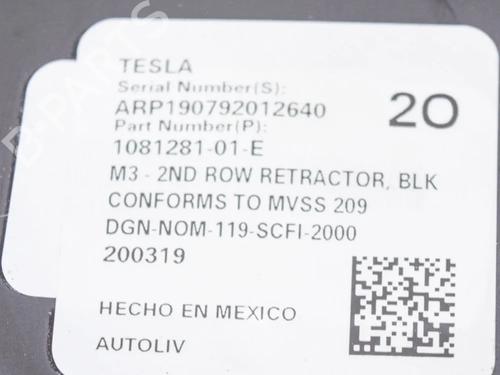 TESLA
Serial Number(S):
ARP190792012640
20
Part Number(P):
1081281-01-E
M3 - 2ND ROW RETRACTOR, BLK
CONFORMS TO MVSS 209
DGN-NOM-119-SCFI-2000
200319
HECHO EN MEXICO
AUTOLIV
B-PARTS